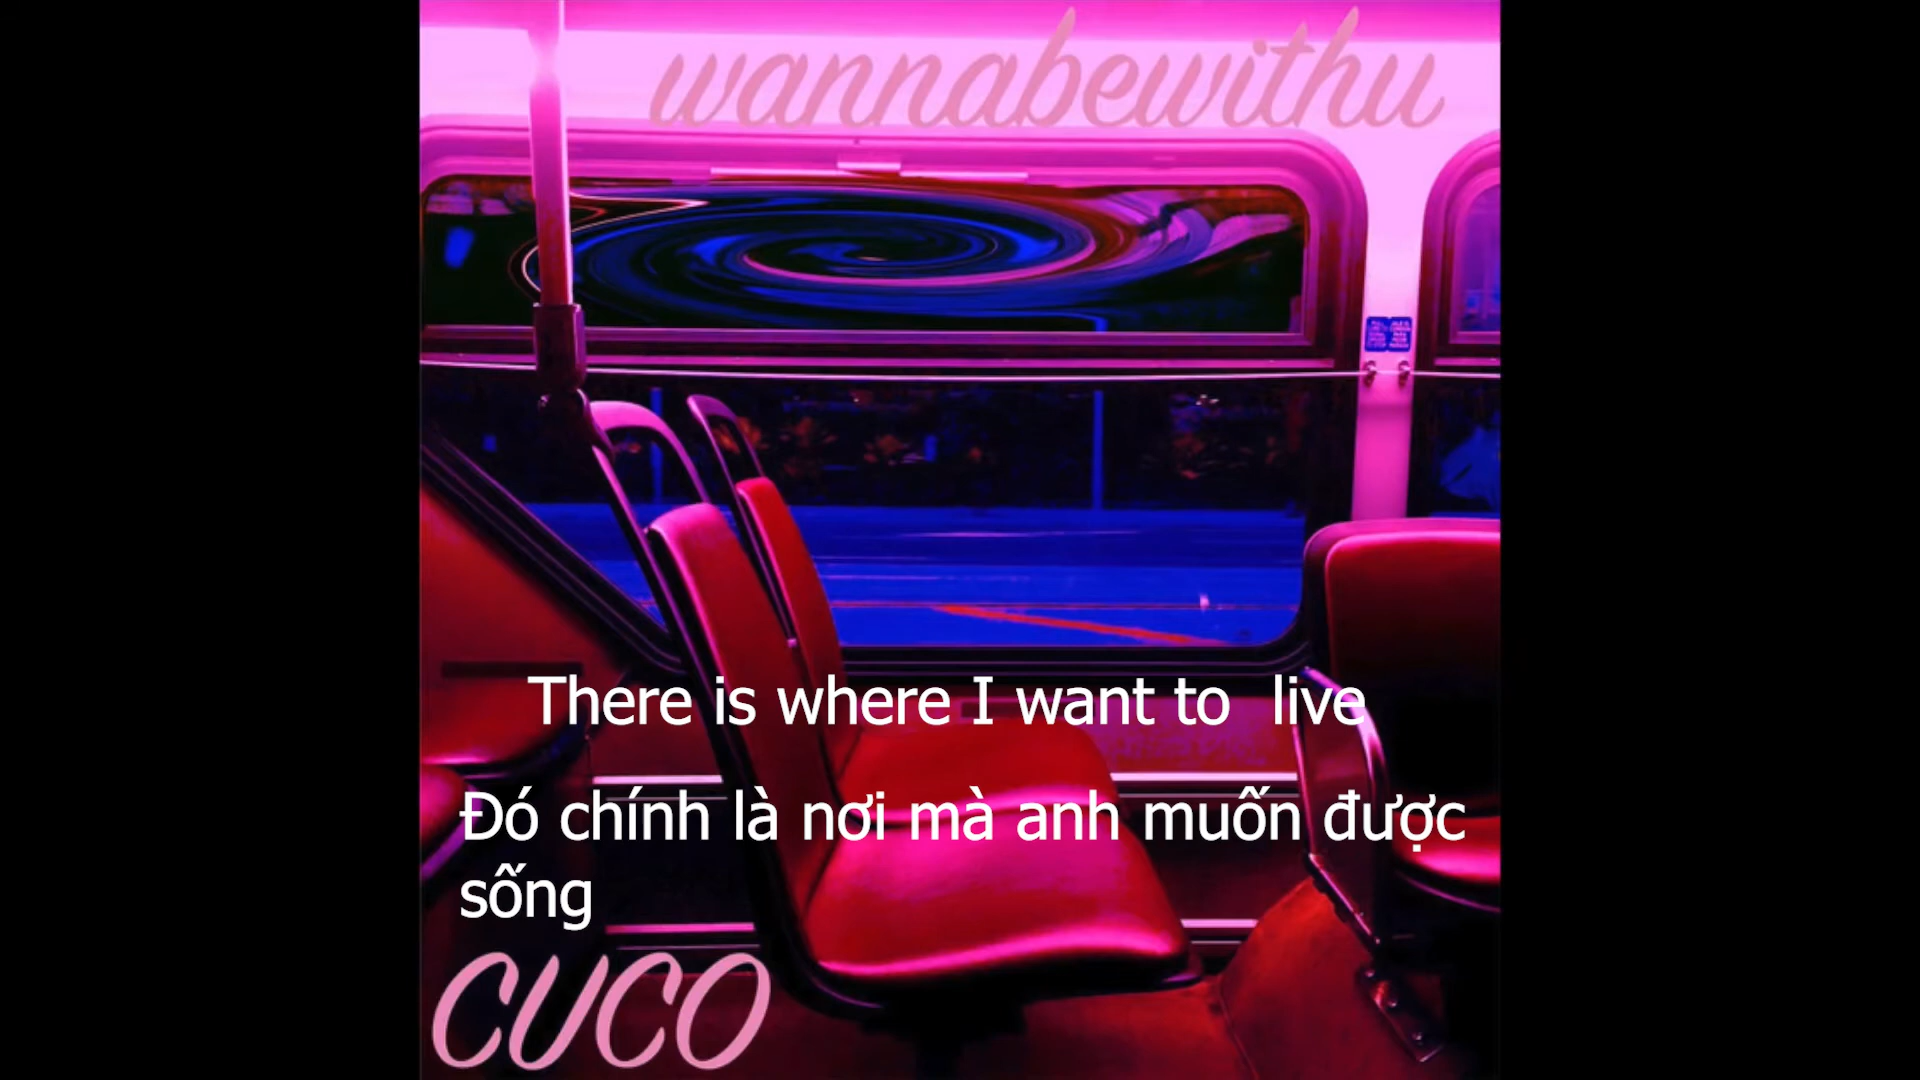 wannabewithu
There is where I want to  live
Đó chính là nơi mà anh muốn được
sống
CUCO